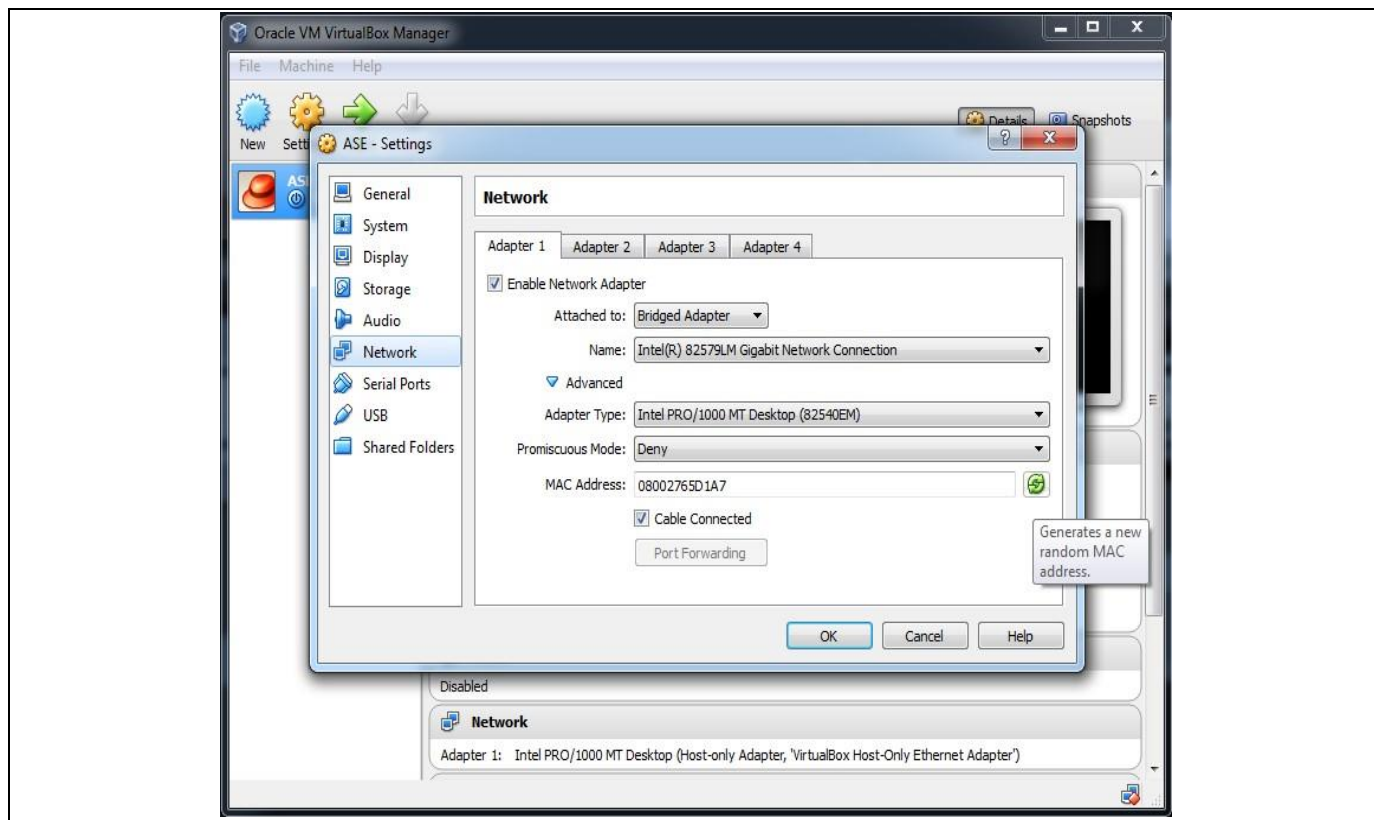 Oracle VM VirtualBox Manager
File Machine Help
Details Snapshots
New
ASE - Settings
General
System
Display
Storage
Audio
Network
Serial Ports
USB
Shared Folders
Network
Adapter 1 Adapter 2 Adapter 3 Adapter 4
Enable Network Adapter
Attached to: Bridged Adapter
Name: Intel(R) 82579LM Gigabit Network Connection
Advanced
Adapter Type: Intel PRO/1000 MT Desktop (82540EM)
Promiscuous Mode: Deny
MAC Address: 08002765D1A7
Cable Connected
Port Forwarding
Generates a new
random MAC
address.
OK Cancel Help
Disabled
Network
Adapter 1: Intel PRO/1000 MT Desktop (Host-only Adapter, 'VirtualBox Host-Only Ethernet Adapter')